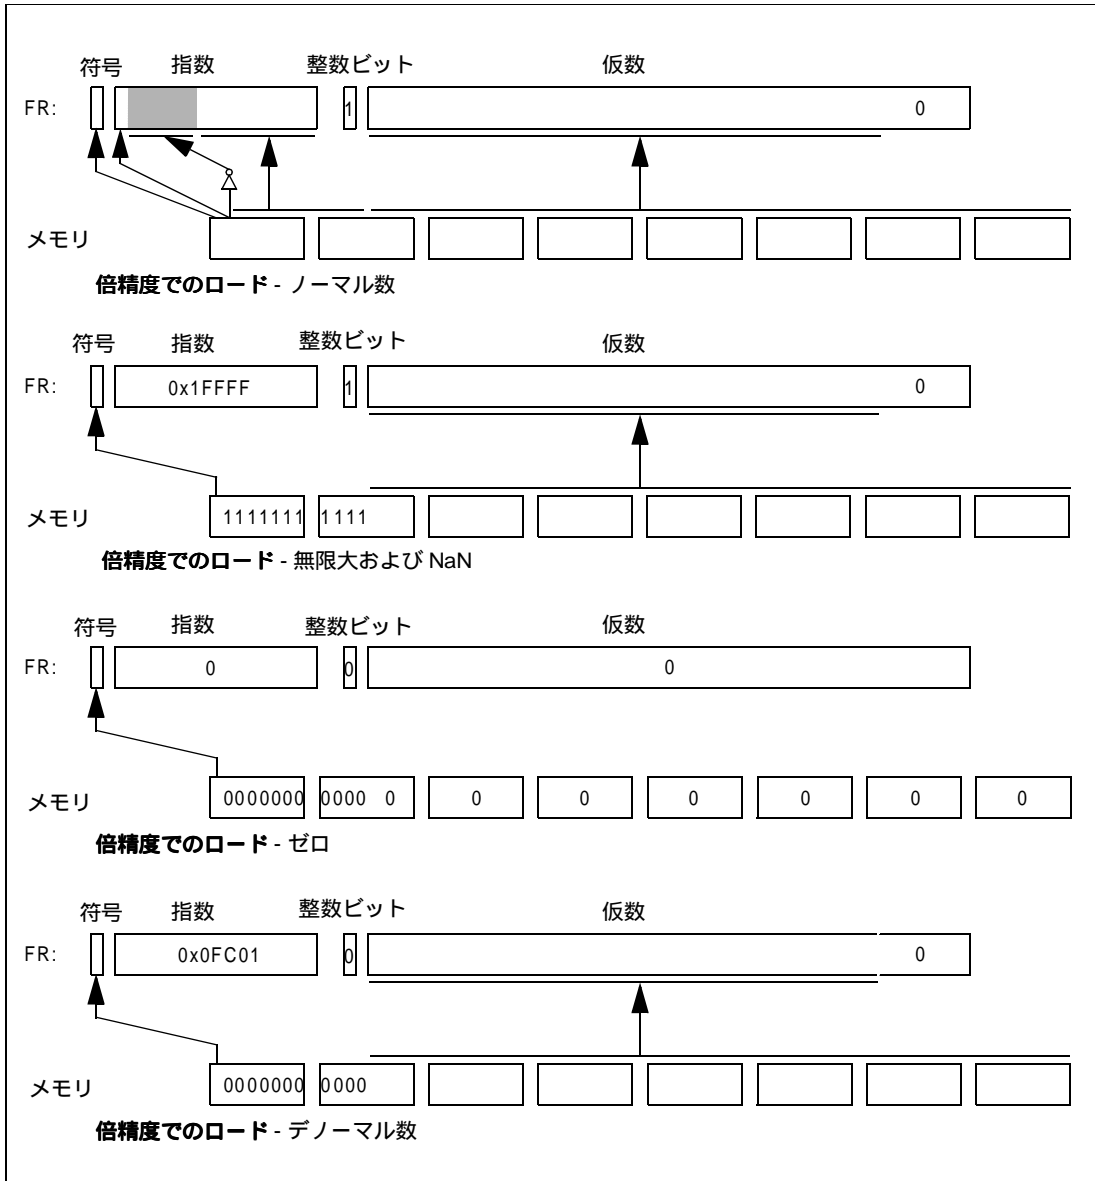 符号 指数 整数ビット 仮数
FR: 1 0
メモリ
倍精度でのロード - ノーマル数
符号 指数 整数ビット 仮数
FR: 0x1FFFF 1 0
メモリ 1111111 1111
倍精度でのロード - 無限大および NaN
符号 指数 整数ビット 仮数
FR: 0 0 0
メモリ 0000000 0000 0 0 0 0 0 0 0
倍精度でのロード - ゼロ
符号 指数 整数ビット 仮数
FR: 0x0FC01 0 0
メモリ 0000000 0000
倍精度でのロード - デノーマル数